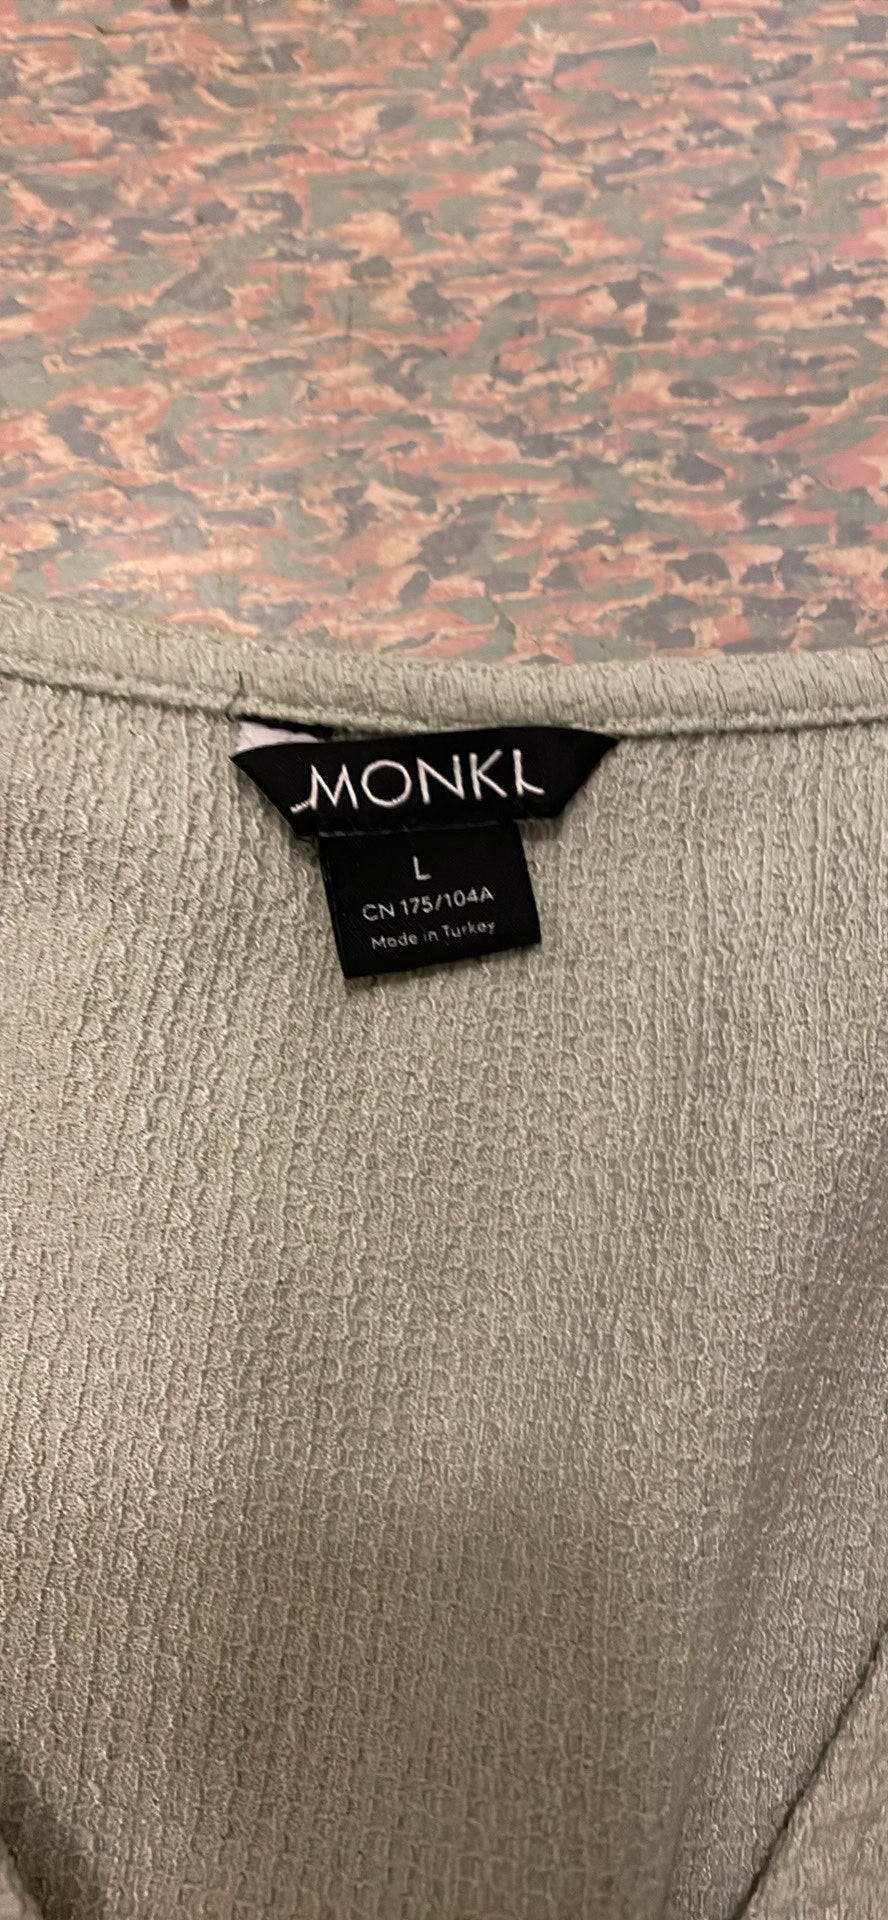 MONKI
L
CN 175/104A
Made in Turkey